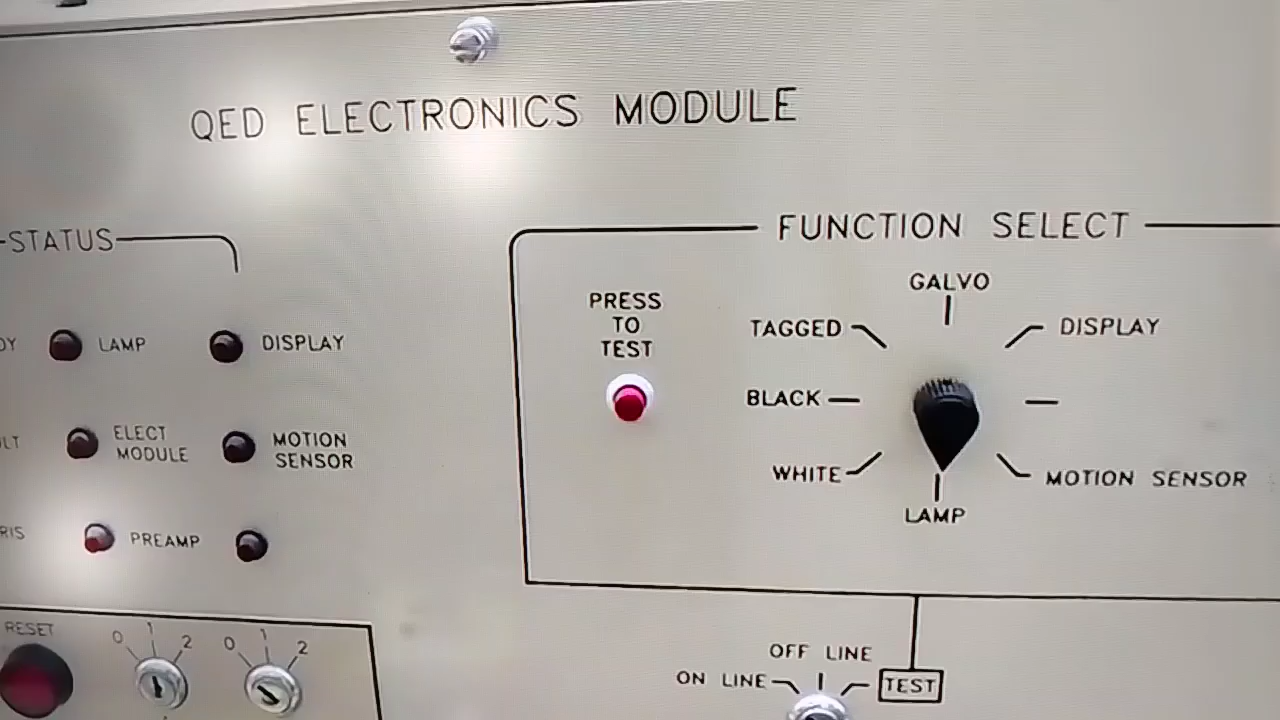 QED ELECTRONICS MODULE
STATUS
LAMP
DISPLAY
ELECT
MODULE
MOTION
SENSOR
PREAMP
RESET
0 1 2
0 1 2
FUNCTION SELECT
PRESS
TO
TEST
GALVO
TAGGED
DISPLAY
BLACK
WHITE
MOTION SENSOR
LAMP
OFF LINE
ON LINE
TEST